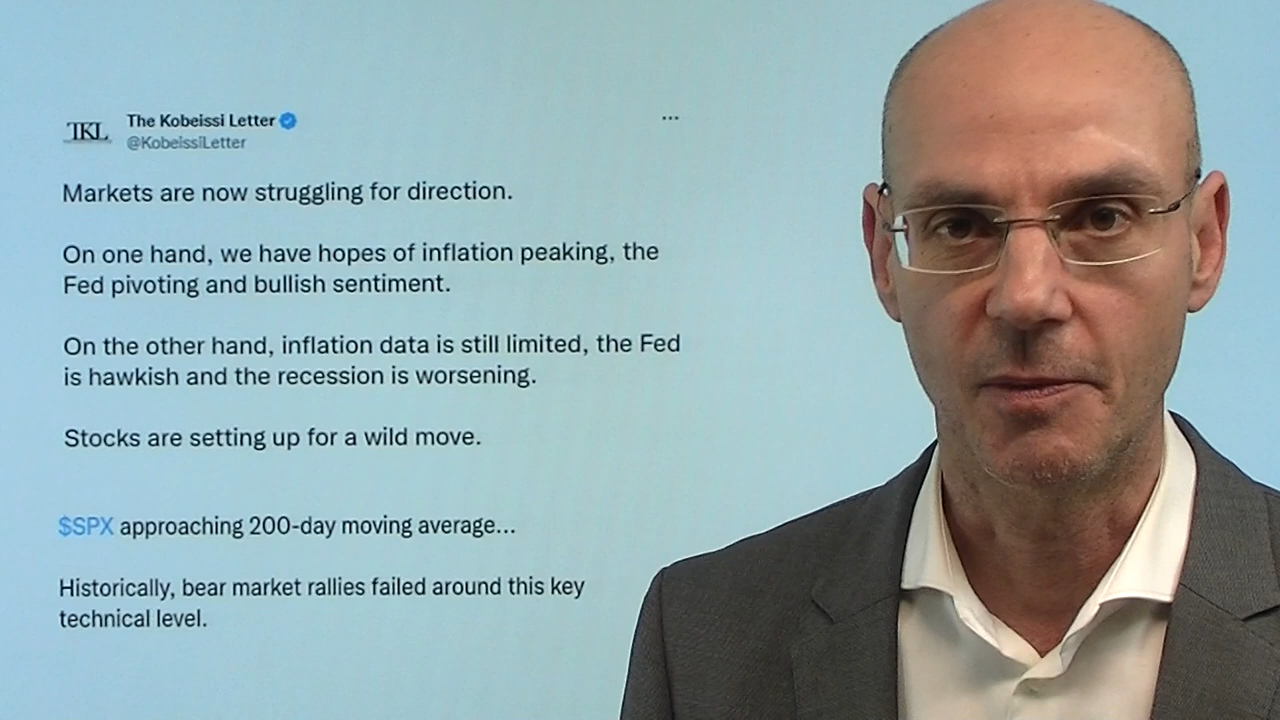 TKL
The Kobeissi Letter
@KobeissiLetter
Markets are now struggling for direction.
On one hand, we have hopes of inflation peaking, the
Fed pivoting and bullish sentiment.
On the other hand, inflation data is still limited, the Fed
is hawkish and the recession is worsening.
Stocks are setting up for a wild move.
$SPX approaching 200-day moving average...
Historically, bear market rallies failed around this key
technical level.